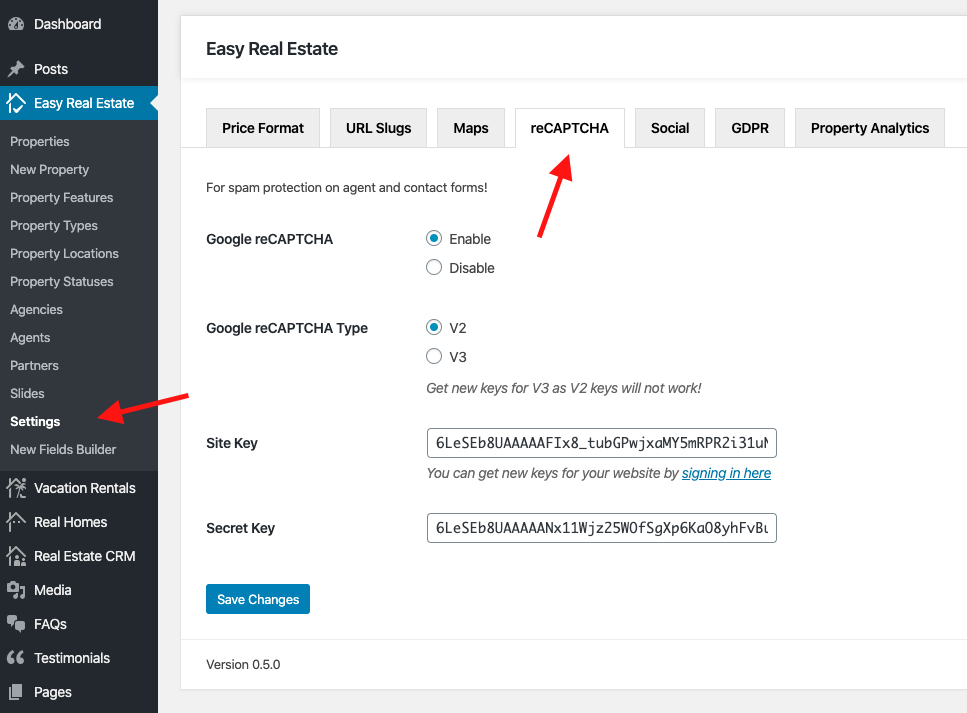 Dashboard
Posts
Easy Real Estate
Properties
New Property
Property Features
Property Types
Property Locations
Property Statuses
Agencies
Agents
Partners
Slides
Settings
New Fields Builder
Vacation Rentals
Real Homes
Real Estate CRM
Media
FAQs
Testimonials
Pages
Easy Real Estate
Price Format URL Slugs Maps reCAPTCHA Social GDPR Property Analytics
For spam protection on agent and contact forms!
Google reCAPTCHA Enable
Disable
Google reCAPTCHA Type V2
V3
Get new keys for V3 as V2 keys will not work!
Site Key 6LeSEb8UAAAAAFIx8_tubGPwjxaMY5mRPR2i31uM
You can get new keys for your website by signing in here
Secret Key 6LeSEb8UAAAAANx11Wjz25WOfSgXp6KaO8yhFvBu
Save Changes
Version 0.5.0